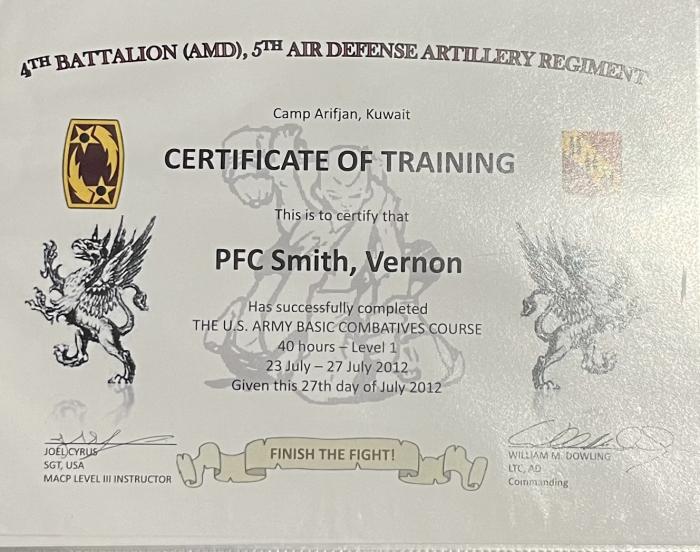 4TH BATTALION (AMD), 5TH AIR DEFENSE ARTILLERY REGIMENT
Camp Arifjan, Kuwait
CERTIFICATE OF TRAINING
This is to certify that
PFC Smith, Vernon
Has successfully completed
THE U.S. ARMY BASIC COMBATIVES COURSE
40 hours – Level 1
23 July – 27 July 2012
Given this 27th day of July 2012
JOEL CYRUS
SGT, USA
MACP LEVEL III INSTRUCTOR
FINISH THE FIGHT!
WILLIAM M. DOWLING
LTC, AD
Commanding